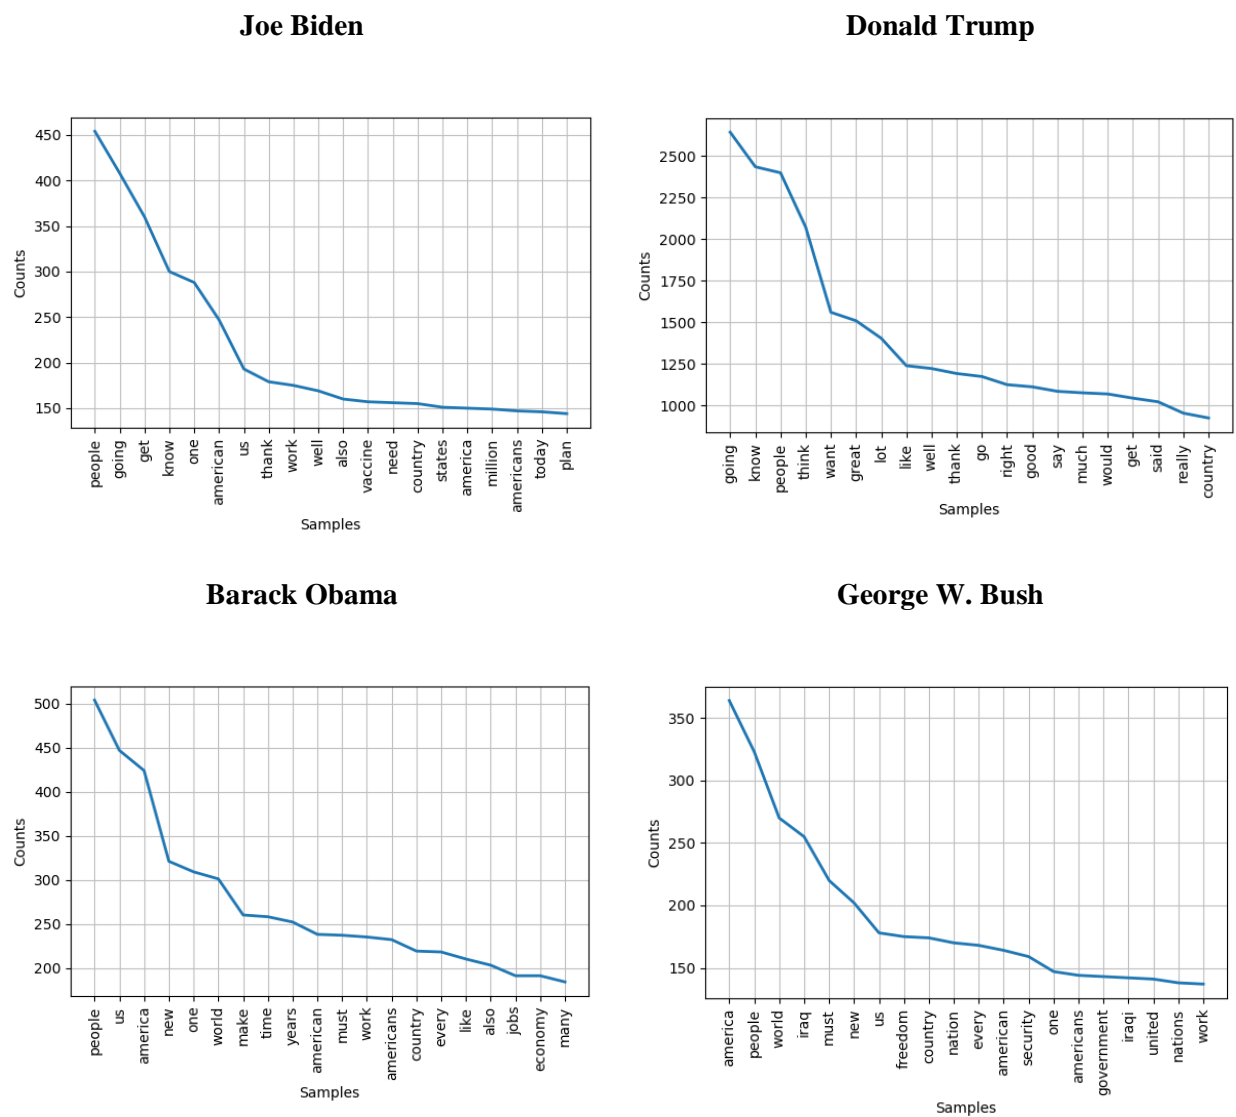 Joe Biden
450
400
350
300
250
200
150
Counts
people
going
get
know
one
american
us
thank
work
well
also
vaccine
need
country
states
america
million
americans
today
plan
Samples
Donald Trump
2500
2250
2000
1750
1500
1250
1000
Counts
going
know
people
think
want
great
lot
like
well
thank
go
right
good
say
much
would
get
said
really
country
Samples
Barack Obama
500
450
400
350
300
250
200
Counts
people
us
america
new
one
world
make
time
years
american
must
work
americans
country
every
like
also
jobs
economy
many
Samples
George W. Bush
350
300
250
200
150
Counts
america
people
world
iraq
must
new
us
freedom
country
nation
every
american
security
one
americans
government
iraqi
united
nations
work
Samples